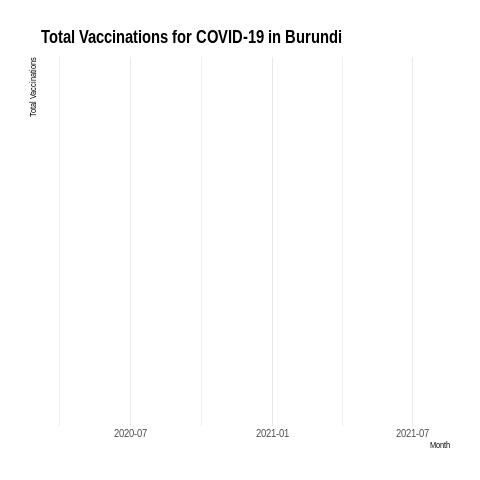 Total Vaccinations for COVID-19 in Burundi
Total Vaccinations
2020-07
2021-01
2021-07
Month